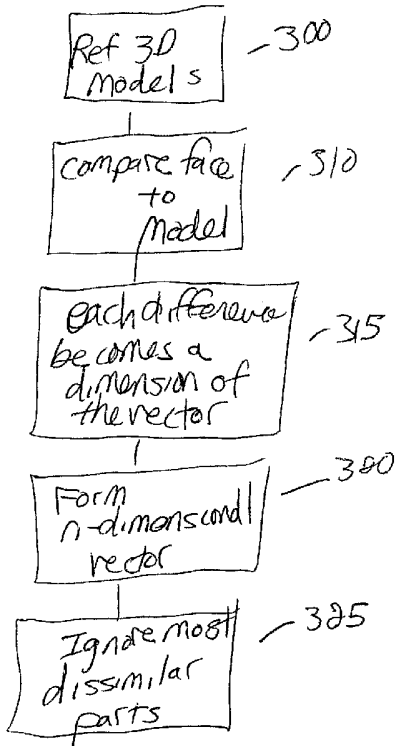 Ref 3D
Models
300
compare face
to
Model
310
each difference
becomes a
dimension of
the vector
315
Form
n-dimensional
vector
320
Ignore most
dissimilar
parts
325